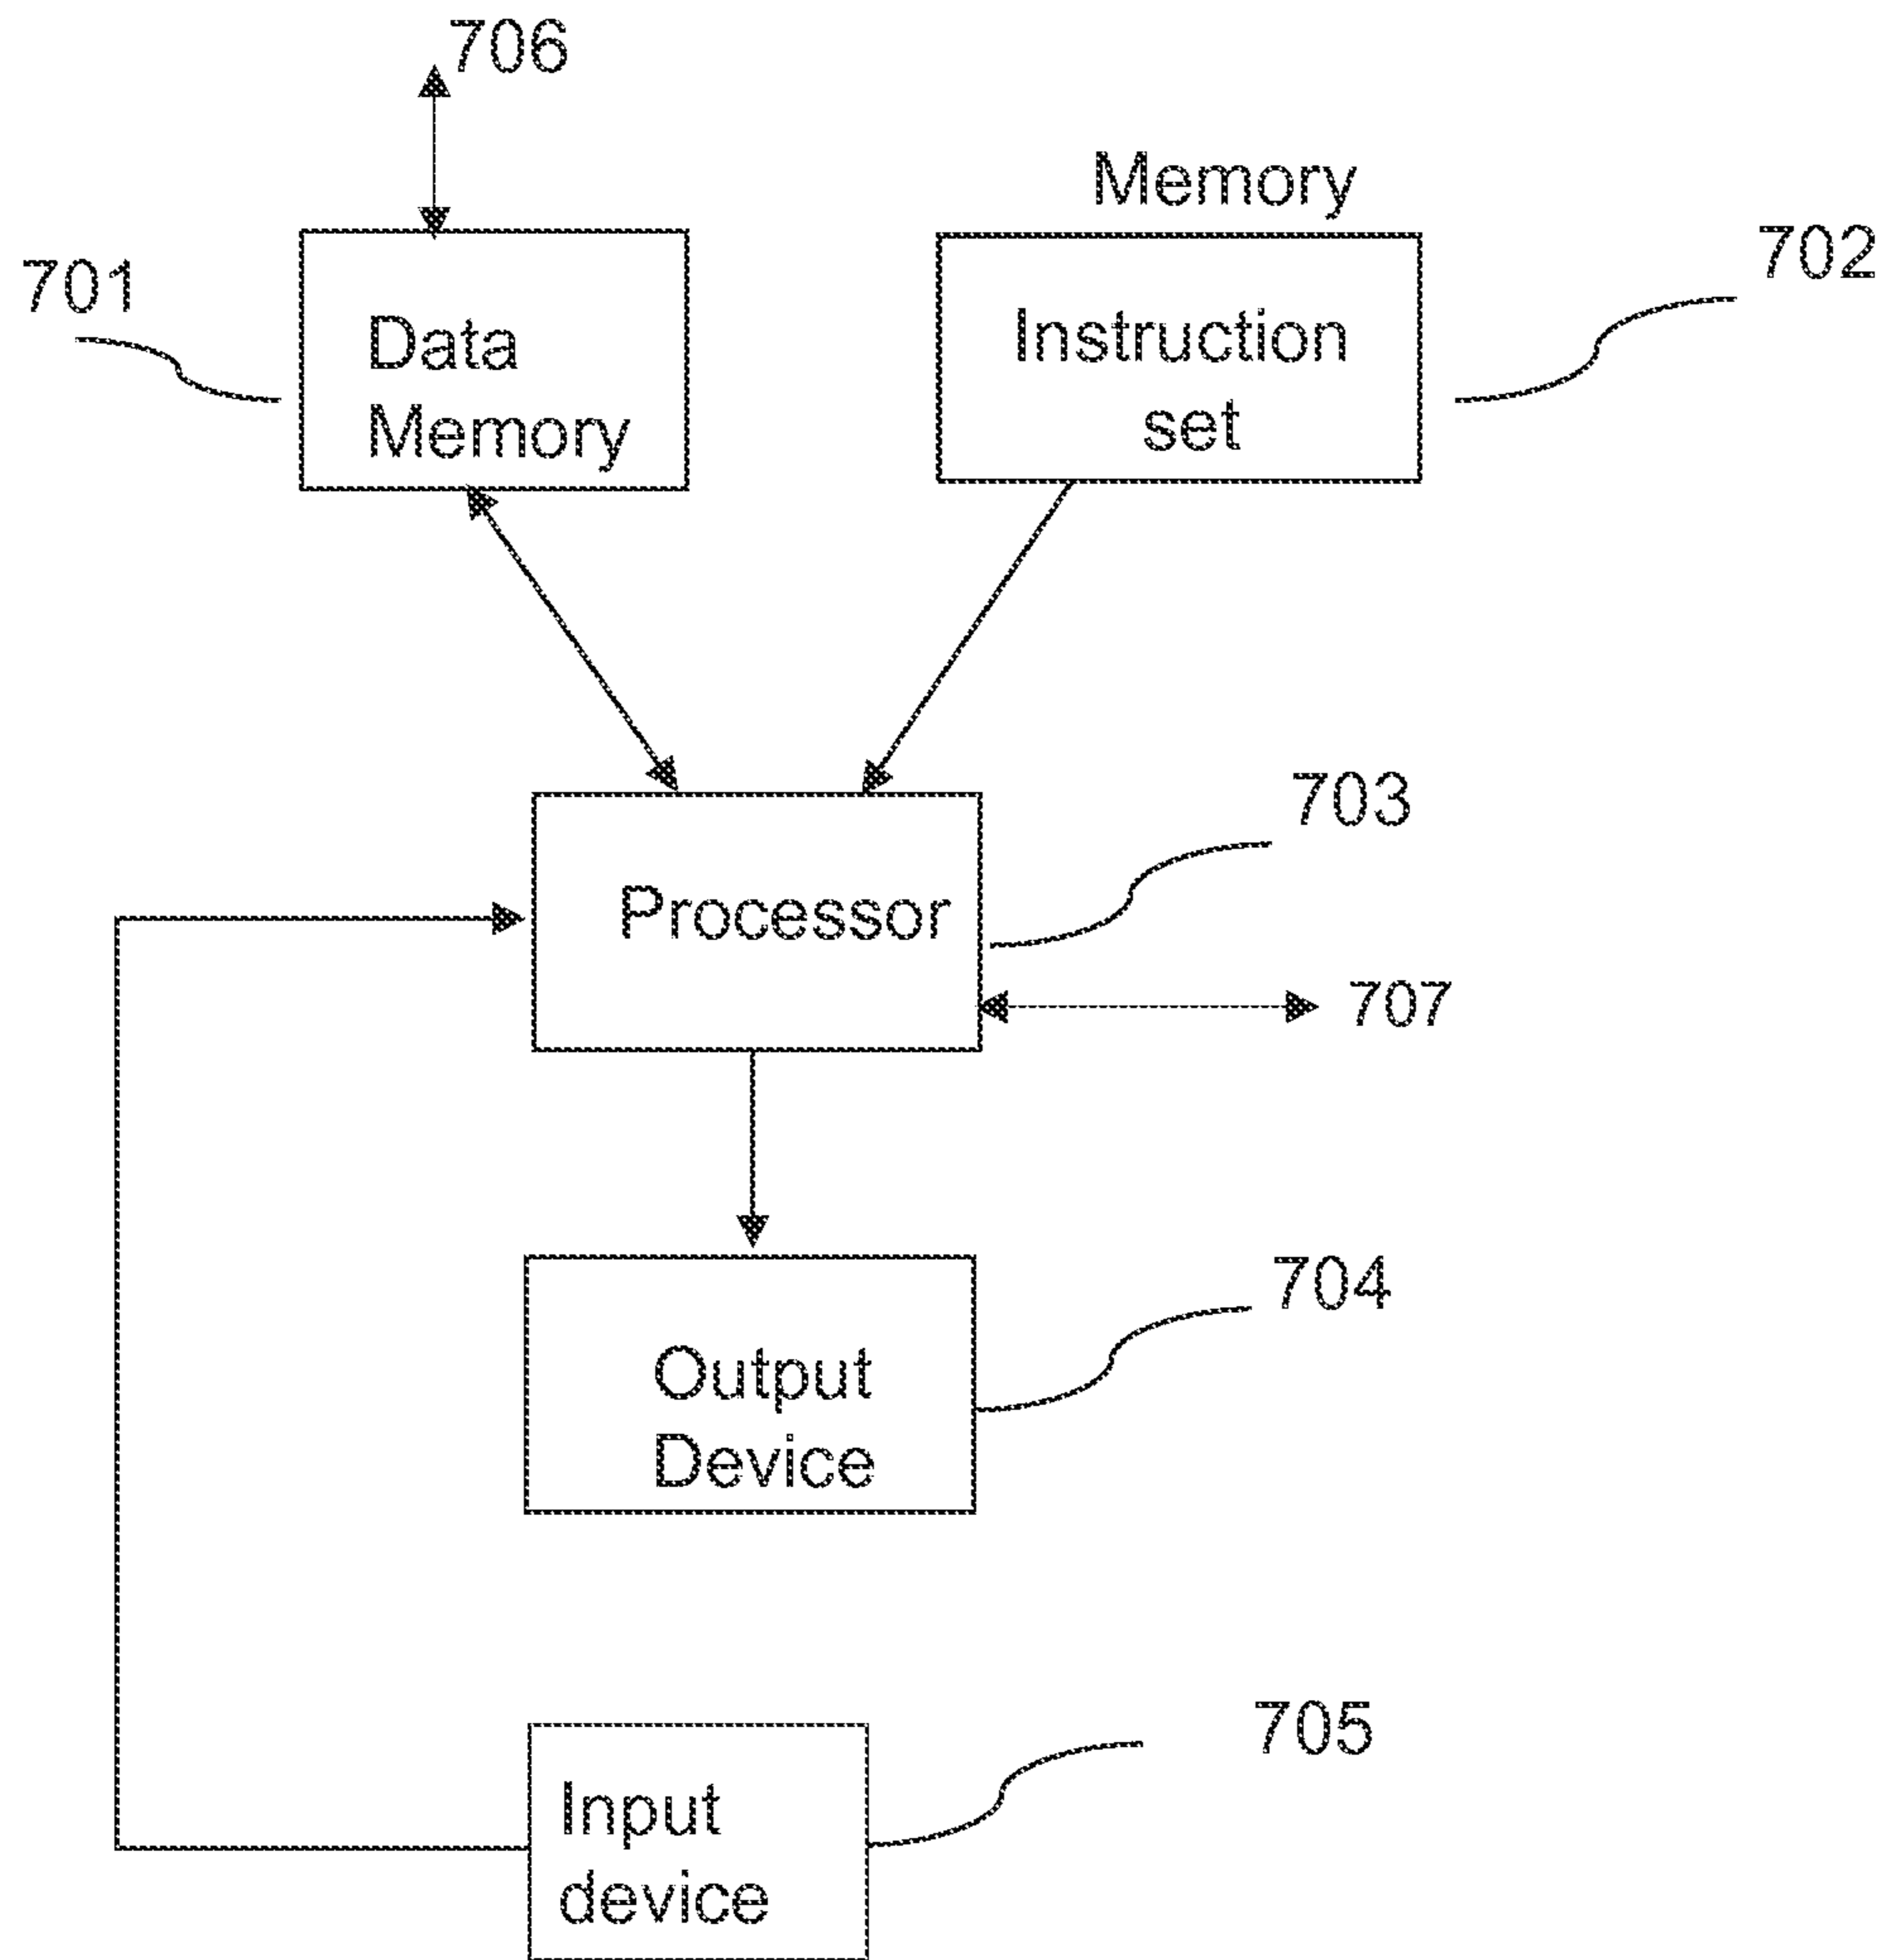 706
Memory
702
701
Data
Memory
Instruction
set
703
Processor
707
704
Output
Device
705
Input
device